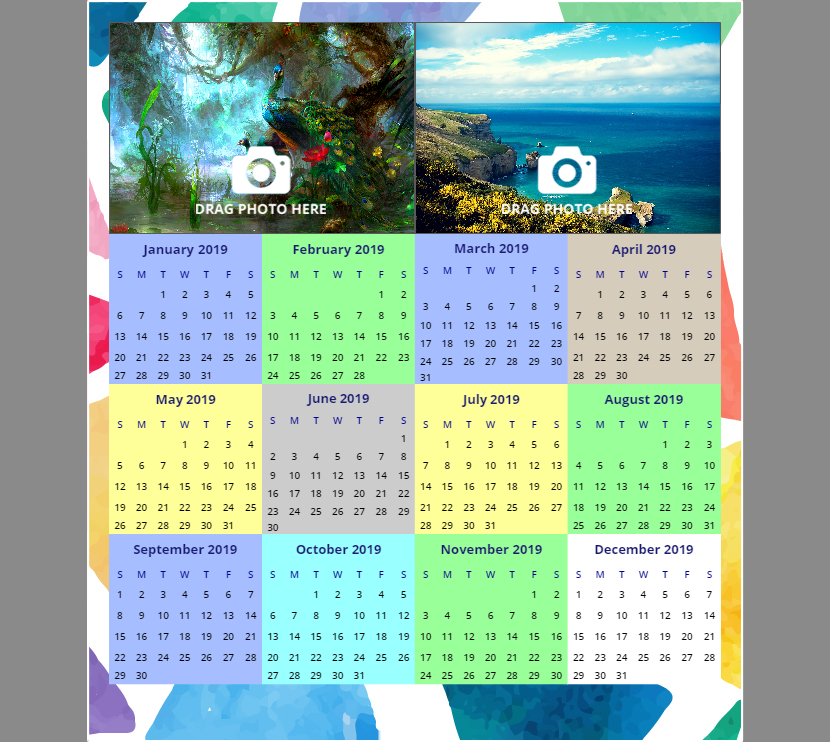 DRAG PHOTO HERE DRAG PHOTO HERE
January 2019 February 2019 March 2019 April 2019
S M T W T F S S M T W T F S S M T W T F S S M T W T F S
1 2 3 4 5 1 2 1 2 1 2 3 4 5 6
6 7 8 9 10 11 12 3 4 5 6 7 8 9 3 4 5 6 7 8 9 7 8 9 10 11 12 13
13 14 15 16 17 18 19 10 11 12 13 14 15 16 10 11 12 13 14 15 16 14 15 16 17 18 19 20
20 21 22 23 24 25 26 17 18 19 20 21 22 23 17 18 19 20 21 22 23 21 22 23 24 25 26 27
27 28 29 30 31 24 25 26 27 28 24 25 26 27 28 29 30 28 29 30
31
May 2019 June 2019 July 2019 August 2019
S M T W T F S S M T W T F S S M T W T F S S M T W T F S
1 2 3 4 1 1 2 3 4 5 6 1 2 3
5 6 7 8 9 10 11 2 3 4 5 6 7 8 7 8 9 10 11 12 13 4 5 6 7 8 9 10
12 13 14 15 16 17 18 9 10 11 12 13 14 15 14 15 16 17 18 19 20 11 12 13 14 15 16 17
19 20 21 22 23 24 25 16 17 18 19 20 21 22 21 22 23 24 25 26 27 18 19 20 21 22 23 24
26 27 28 29 30 31 23 24 25 26 27 28 29 28 29 30 31 25 26 27 28 29 30 31
30
September 2019 October 2019 November 2019 December 2019
S M T W T F S S M T W T F S S M T W T F S S M T W T F S
1 2 3 4 5 6 7 1 2 3 4 5 1 2 1 2 3 4 5 6 7
8 9 10 11 12 13 14 6 7 8 9 10 11 12 3 4 5 6 7 8 9 8 9 10 11 12 13 14
15 16 17 18 19 20 21 13 14 15 16 17 18 19 10 11 12 13 14 15 16 15 16 17 18 19 20 21
22 23 24 25 26 27 28 20 21 22 23 24 25 26 17 18 19 20 21 22 23 22 23 24 25 26 27 28
29 30 27 28 29 30 31 24 25 26 27 28 29 30 29 30 31